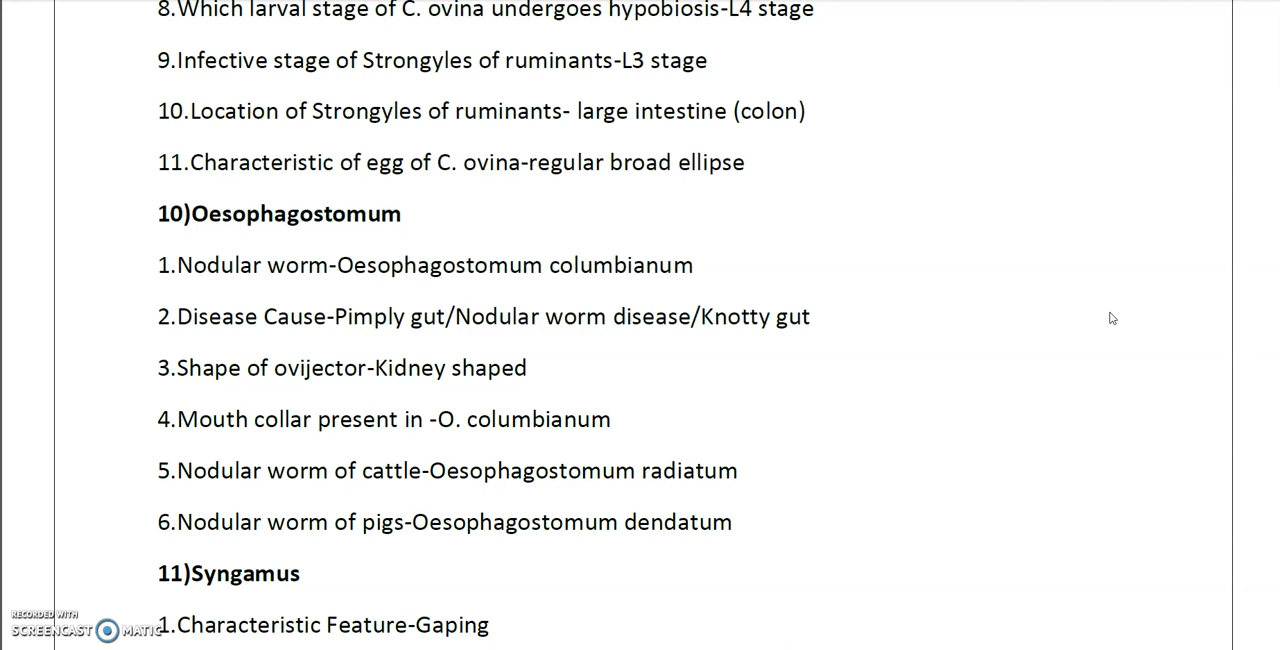 8.Which larval stage of C. ovina undergoes hypobiosis-L4 stage
9.Infective stage of Strongyles of ruminants-L3 stage
10.Location of Strongyles of ruminants- large intestine (colon)
11.Characteristic of egg of C. ovina-regular broad ellipse
10)Oesophagostomum
1.Nodular worm-Oesophagostomum columbianum
2.Disease Cause-Pimply gut/Nodular worm disease/Knotty gut
3.Shape of ovijector-Kidney shaped
4.Mouth collar present in -O. columbianum
5.Nodular worm of cattle-Oesophagostomum radiatum
6.Nodular worm of pigs-Oesophagostomum dendatum
11)Syngamus
1.Characteristic Feature-Gaping
RECORDED WITH
SCREENCAST MATIC